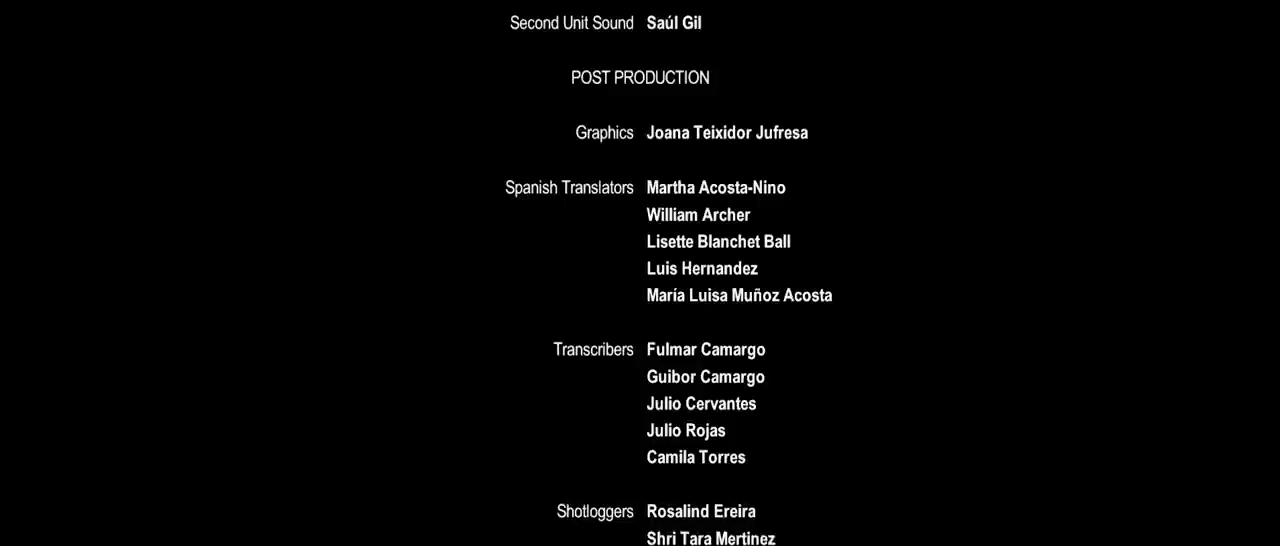 Second Unit Sound Saúl Gil
POST PRODUCTION
Graphics Joana Teixidor Jufresa
Spanish Translators Martha Acosta-Nino
William Archer
Lisette Blanchet Ball
Luis Hernandez
María Luisa Muñoz Acosta
Transcribers Fulmar Camargo
Guibor Camargo
Julio Cervantes
Julio Rojas
Camila Torres
Shotloggers Rosalind Ereira
Shri Tara Mertinez